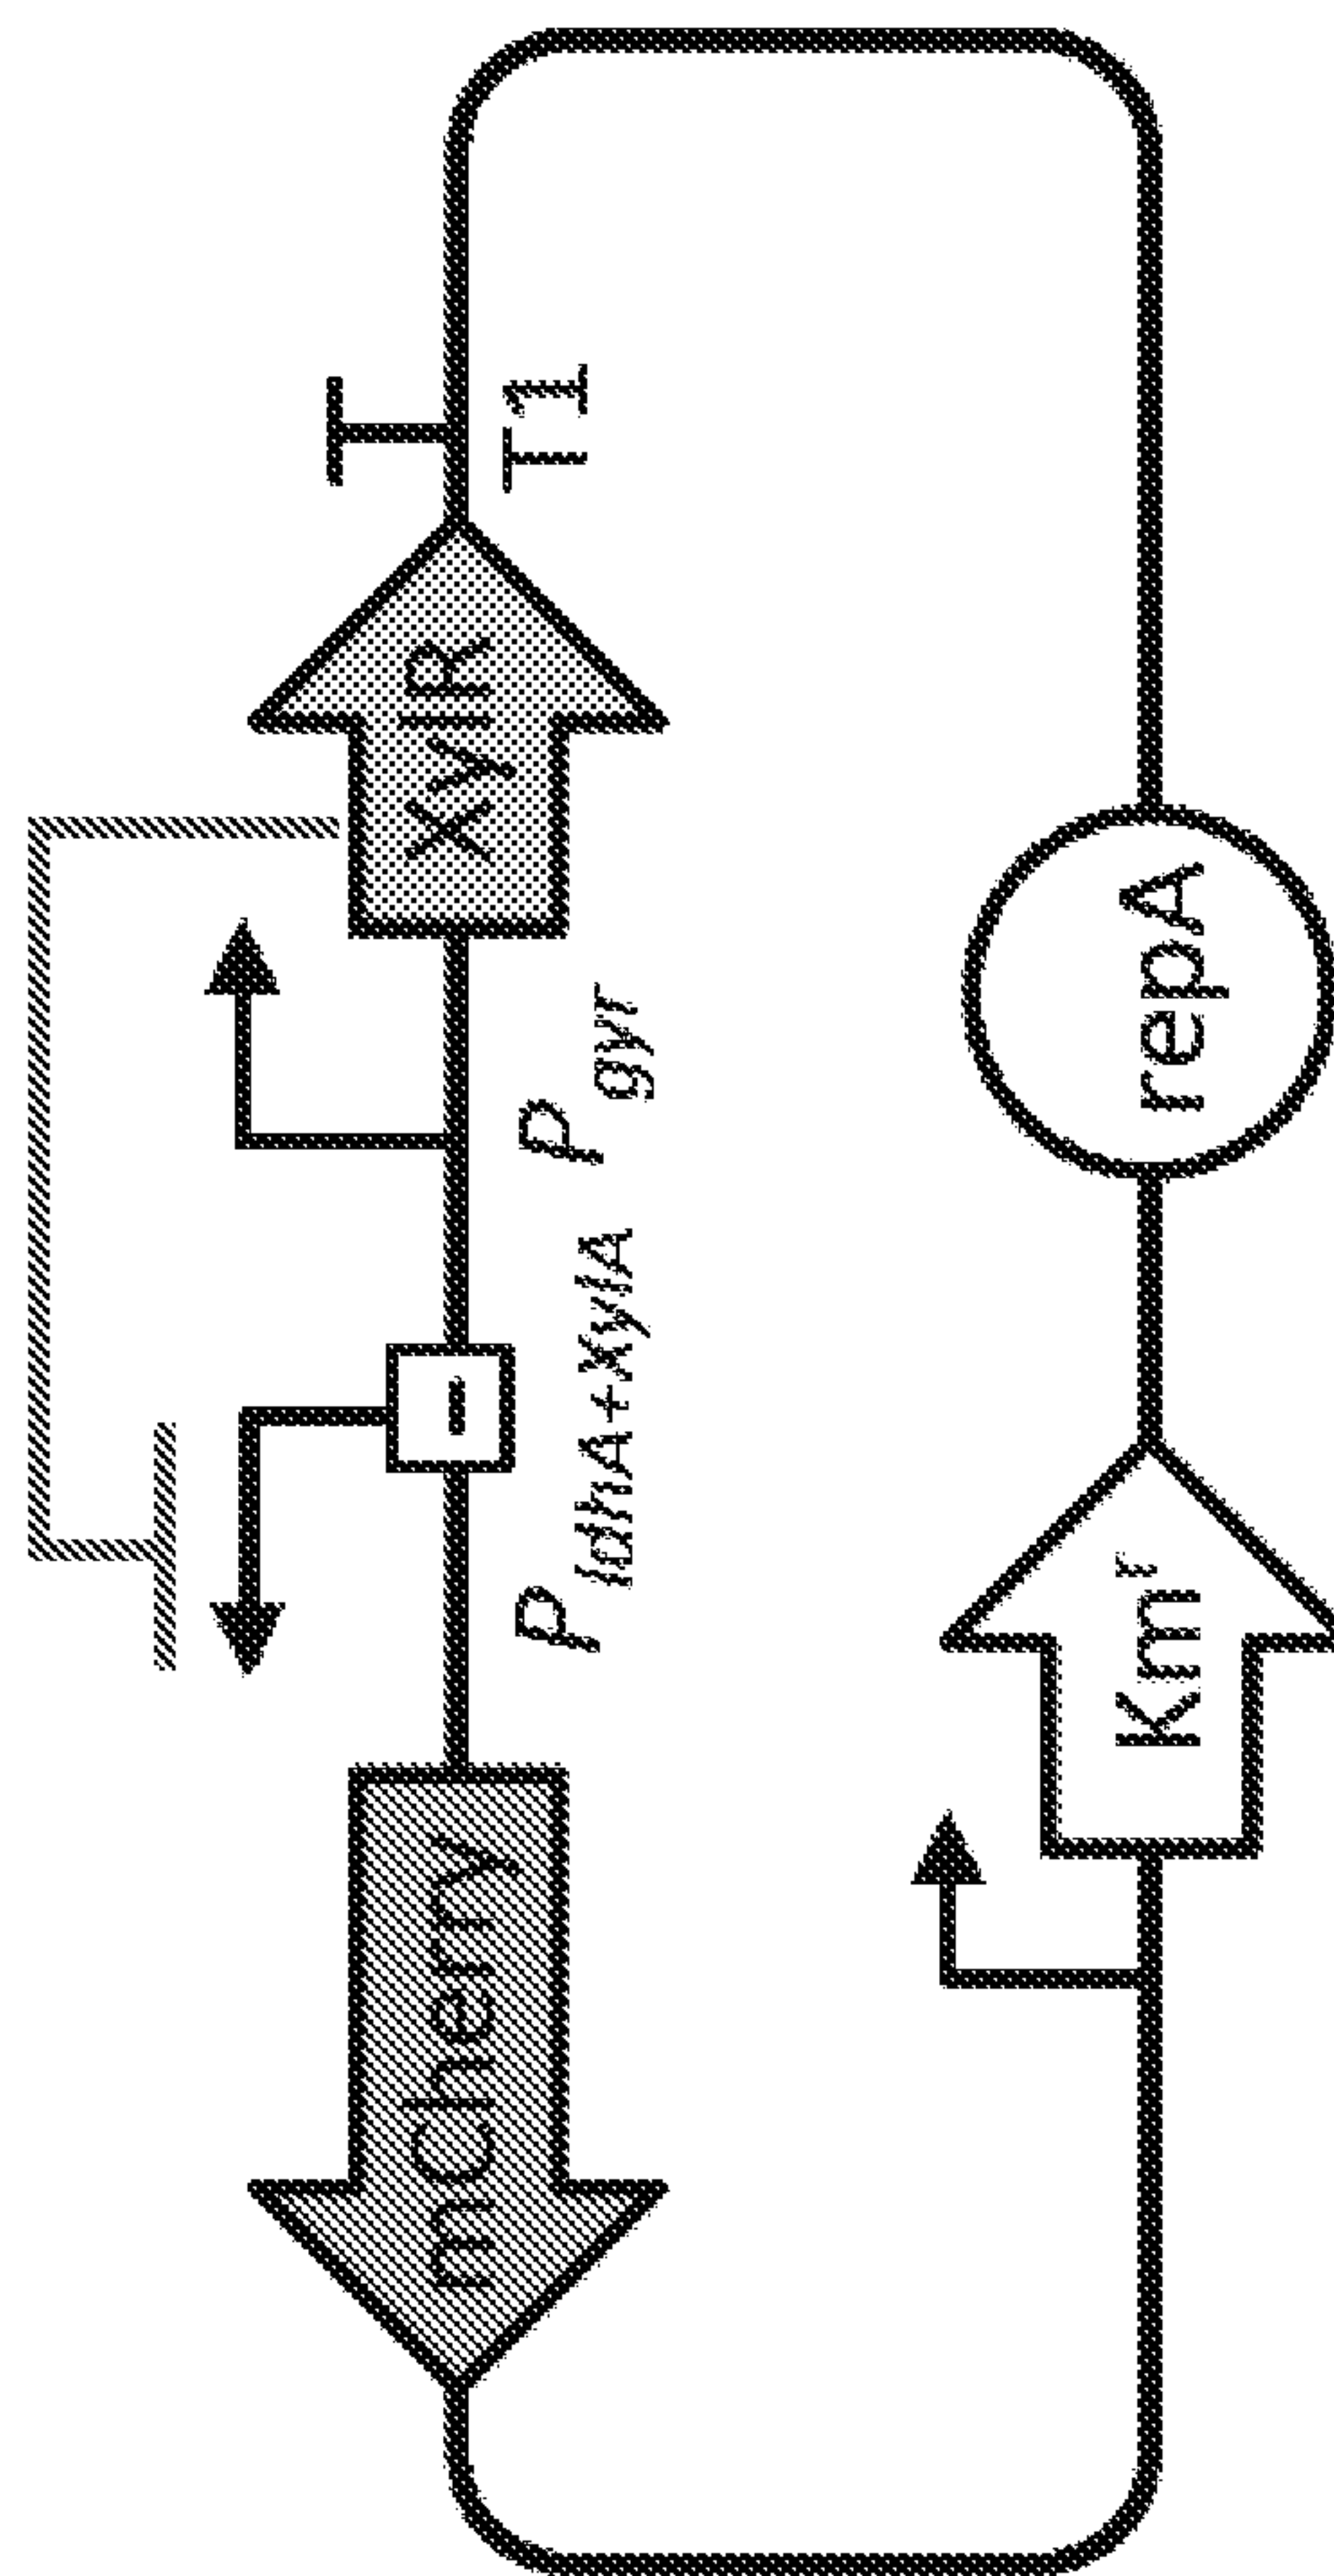 mCherry
P ldhA+XylA
P gyr
XylR
T1
Kmʳ
repA
-